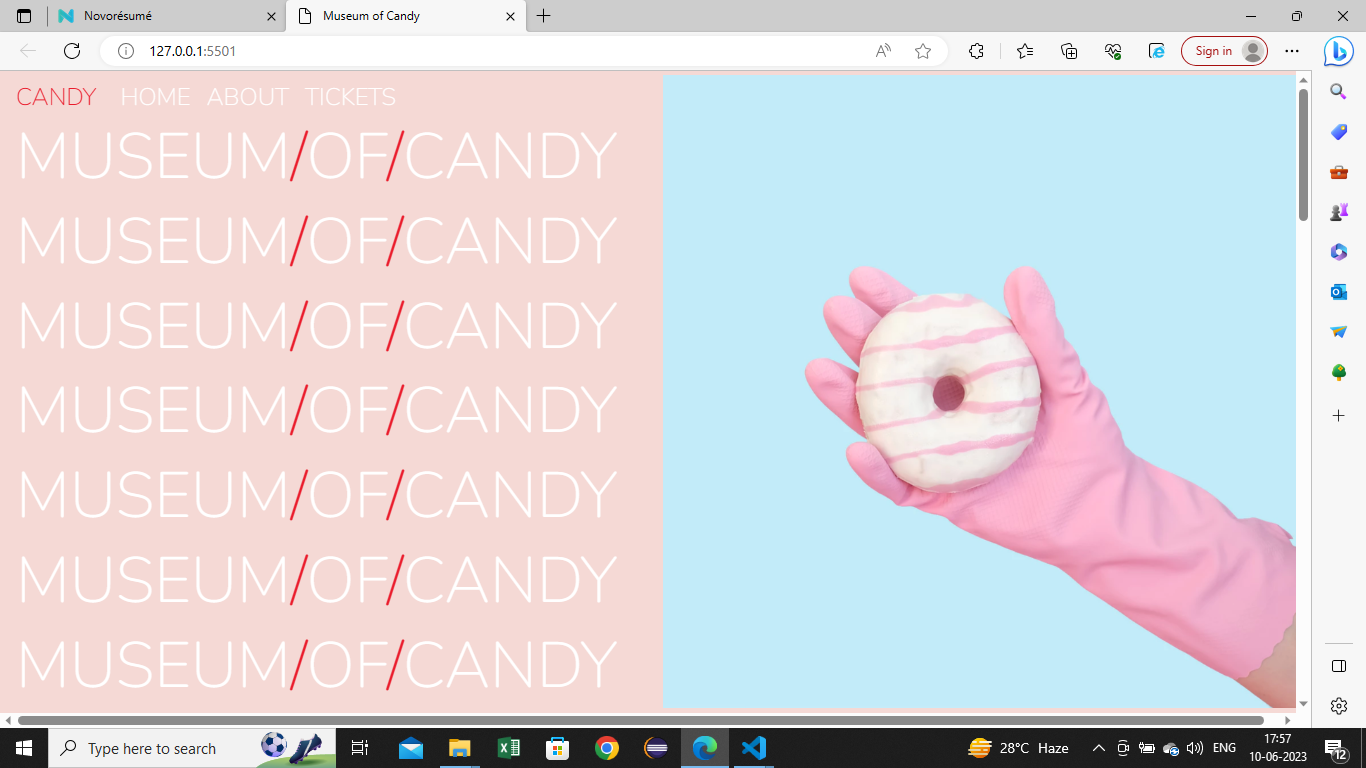 Novorésumé
Museum of Candy
127.0.0.1:5501
Sign in
CANDY HOME ABOUT TICKETS
MUSEUM/OF/CANDY
MUSEUM/OF/CANDY
MUSEUM/OF/CANDY
MUSEUM/OF/CANDY
MUSEUM/OF/CANDY
MUSEUM/OF/CANDY
MUSEUM/OF/CANDY
Type here to search
28°C Haze
ENG
17:57
10-06-2023
12